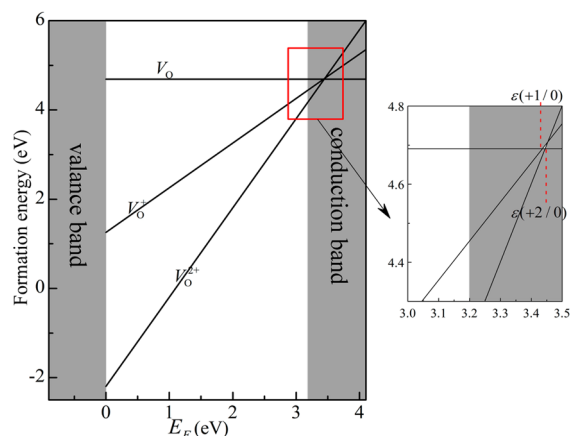 6
4
2
0
-2
Formation energy (eV)
valance band
conduction band
V_O
V_O^+
V_O^{2+}
0
1
2
3
4
E_F (eV)
ε(+1/0)
ε(+2/0)
4.8
4.6
4.4
3.0
3.1
3.2
3.3
3.4
3.5